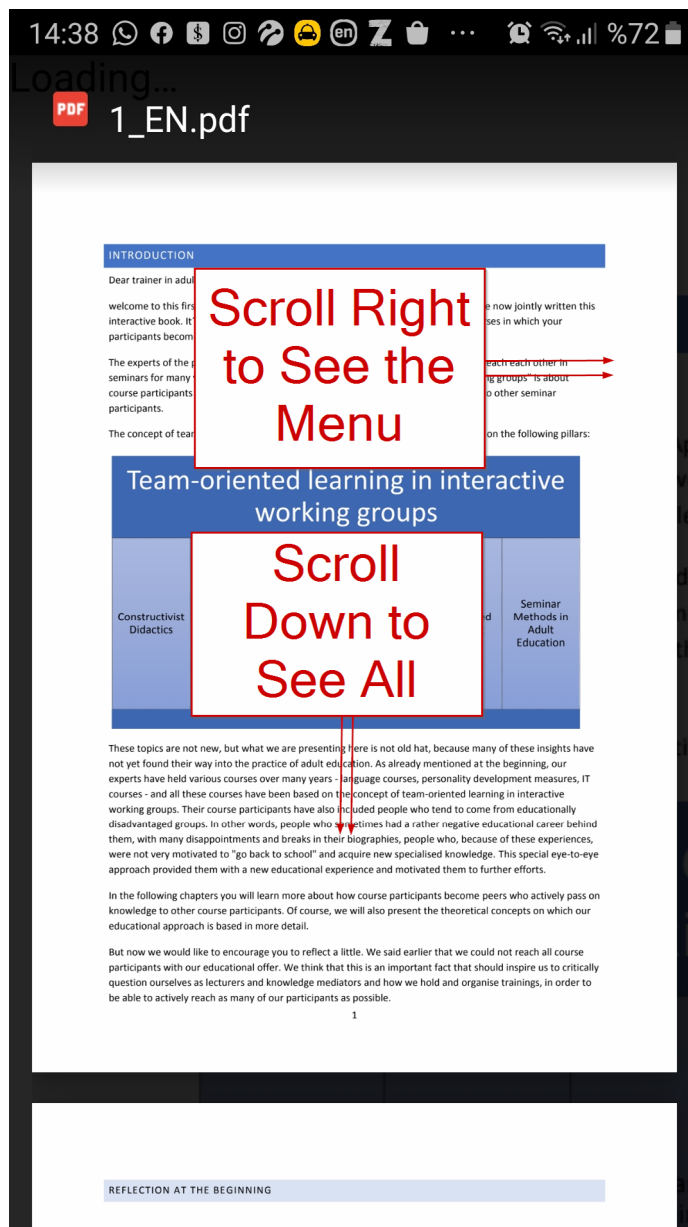 14:38 %72
Loading...
PDF 1_EN.pdf
INTRODUCTION
Dear trainer in adul
welcome to this firs e now jointly written this
interactive book. It' ses in which your
participants becom
The experts of the p each each other in
seminars for many ng groups" is about
course participants o other seminar
participants.
The concept of tear on the following pillars:
Scroll Right
to See the
Menu
Team-oriented learning in interactive
working groups
Constructivist
Didactics
ed
Seminar
Methods in
Adult
Education
Scroll
Down to
See All
These topics are not new, but what we are presenting here is not old hat, because many of these insights have
not yet found their way into the practice of adult education. As already mentioned at the beginning, our
experts have held various courses over many years - language courses, personality development measures, IT
courses - and all these courses have been based on the concept of team-oriented learning in interactive
working groups. Their course participants have also included people who tend to come from educationally
disadvantaged groups. In other words, people who sometimes had a rather negative educational career behind
them, with many disappointments and breaks in their biographies, people who, because of these experiences,
were not very motivated to "go back to school" and acquire new specialised knowledge. This special eye-to-eye
approach provided them with a new educational experience and motivated them to further efforts.
In the following chapters you will learn more about how course participants become peers who actively pass on
knowledge to other course participants. Of course, we will also present the theoretical concepts on which our
educational approach is based in more detail.
But now we would like to encourage you to reflect a little. We said earlier that we could not reach all course
participants with our educational offer. We think that this is an important fact that should inspire us to critically
question ourselves as lecturers and knowledge mediators and how we hold and organise trainings, in order to
be able to actively reach as many of our participants as possible.
1
REFLECTION AT THE BEGINNING